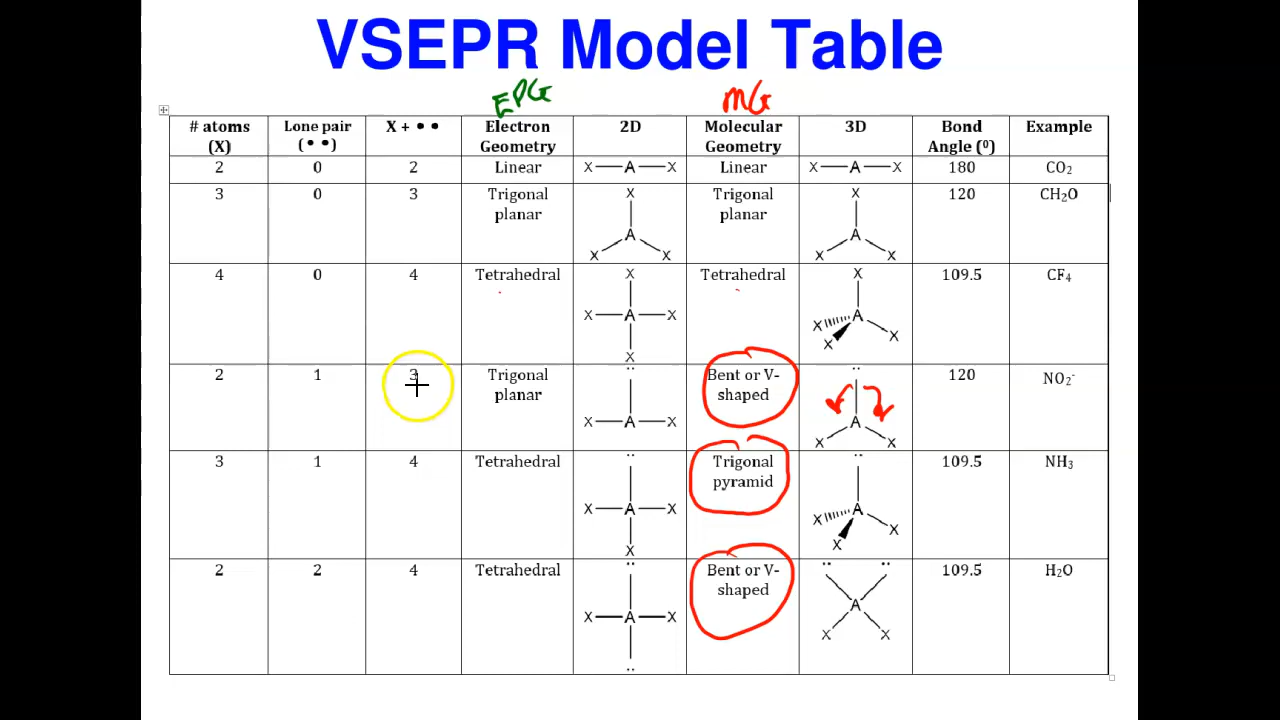 VSEPR Model Table
EPG
MG
# atoms (X) Lone pair (••) X + •• Electron Geometry 2D Molecular Geometry 3D Bond Angle (⁰) Example
2 0 2 Linear X—A—X Linear X—A—X 180 CO₂
3 0 3 Trigonal planar X A X X Trigonal planar X A X X 120 CH₂O
4 0 4 Tetrahedral X X—A—X X Tetrahedral X A X X X 109.5 CF₄
2 1 3 Trigonal planar •• X—A Bent or V-shaped •• A X X 120 NO₂⁻
3 1 4 Tetrahedral •• X—A—X X Trigonal pyramid •• A X X X 109.5 NH₃
2 2 4 Tetrahedral •• X—A—X •• Bent or V-shaped •• •• A X X 109.5 H₂O